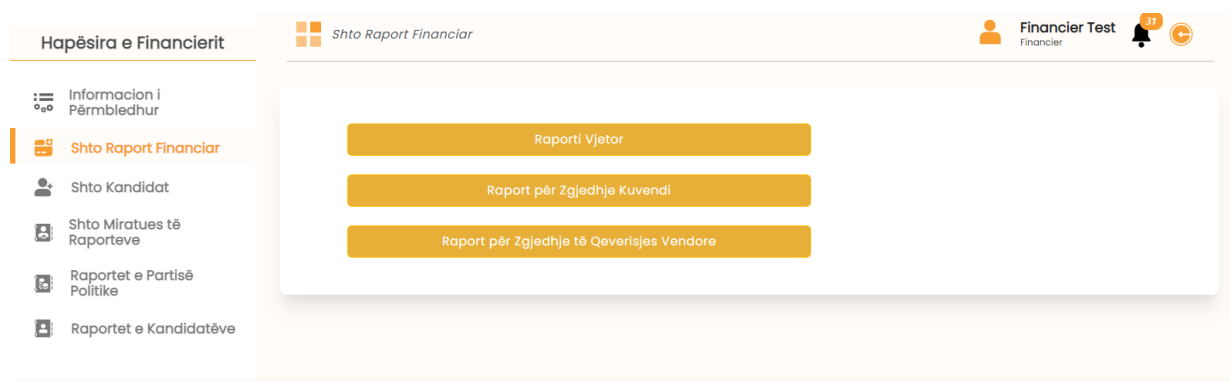 Hapësira e Financierit
Informacion i
Përmbledhur
Shto Raport Financiar
Shto Kandidat
Shto Miratues të
Raporteve
Raportet e Partisë
Politike
Raportet e Kandidatëve
Shto Raport Financiar
Financier Test
Financier
31
Raporti Vjetor
Raport për Zgjedhje Kuvendi
Raport për Zgjedhje të Qeverisjes Vendore